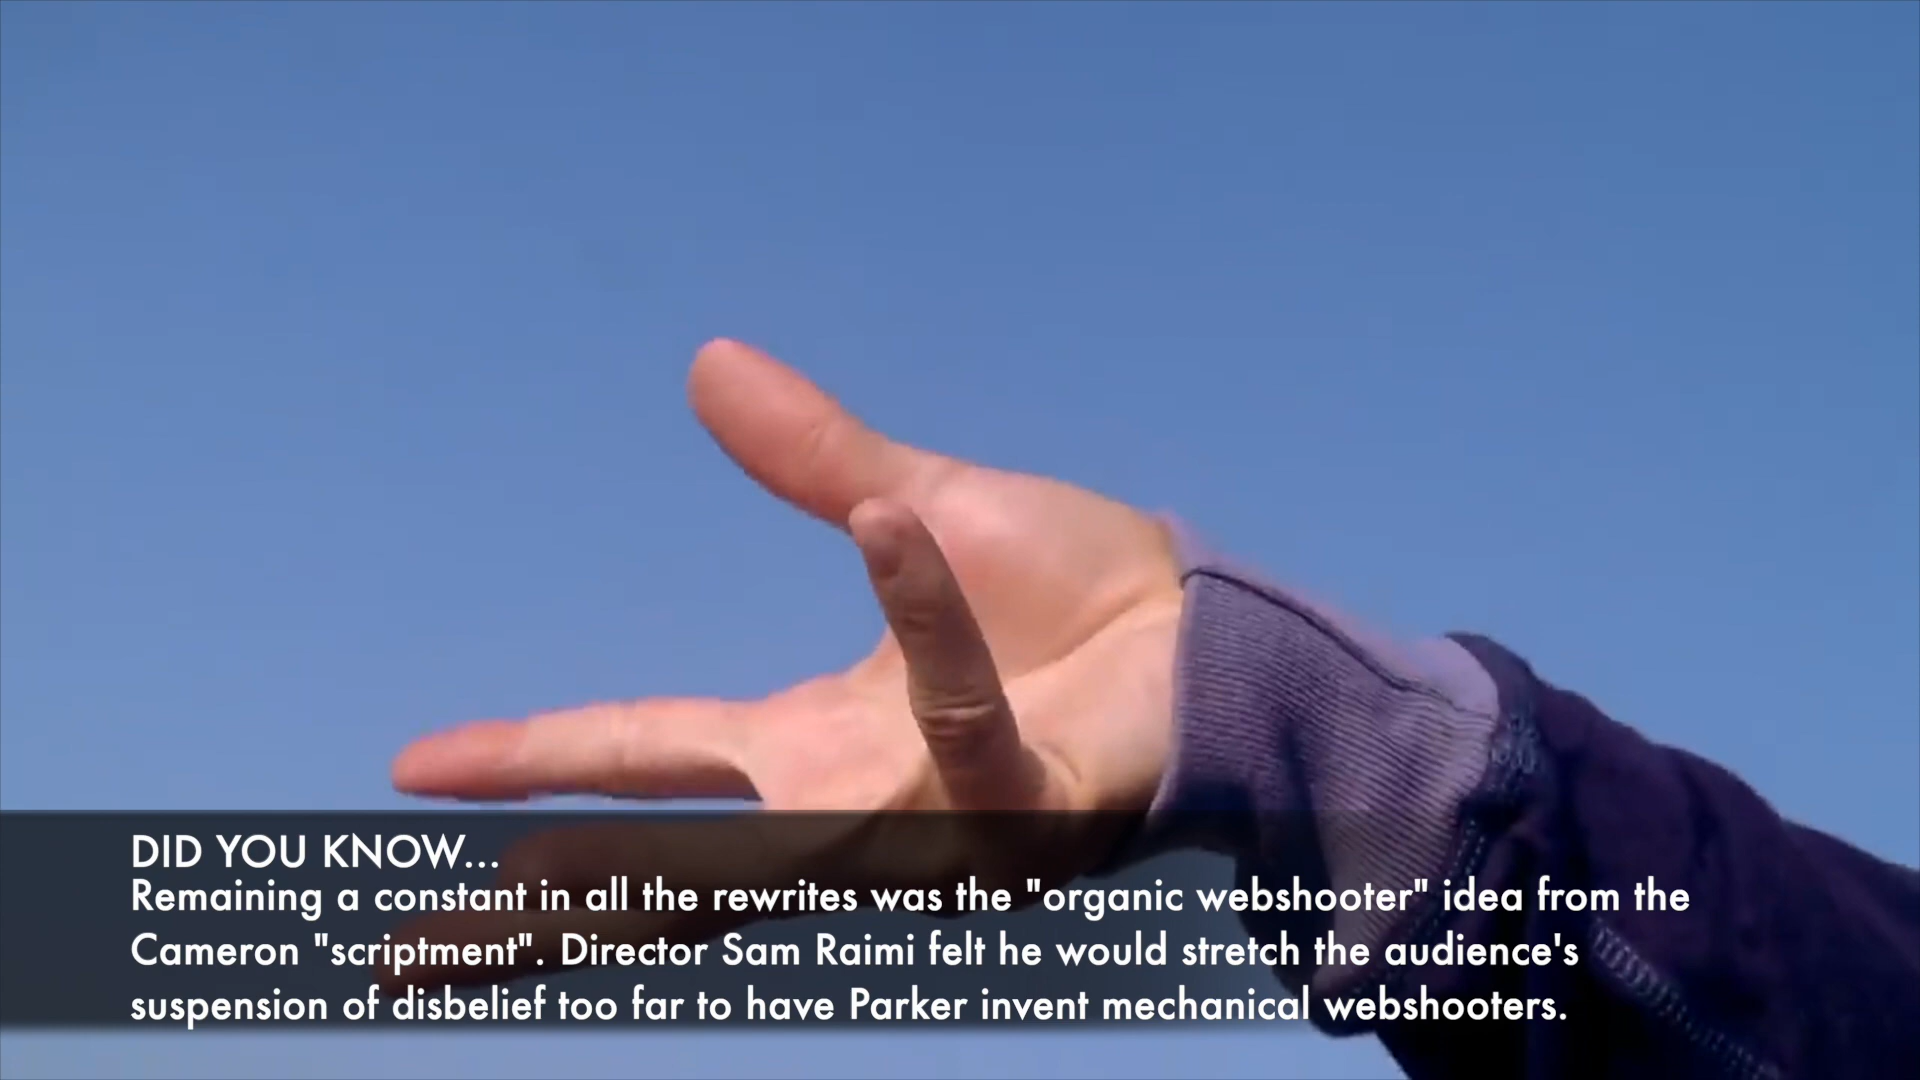 DID YOU KNOW...
Remaining a constant in all the rewrites was the "organic webshooter" idea from the
Cameron "scriptment". Director Sam Raimi felt he would stretch the audience's
suspension of disbelief too far to have Parker invent mechanical webshooters.